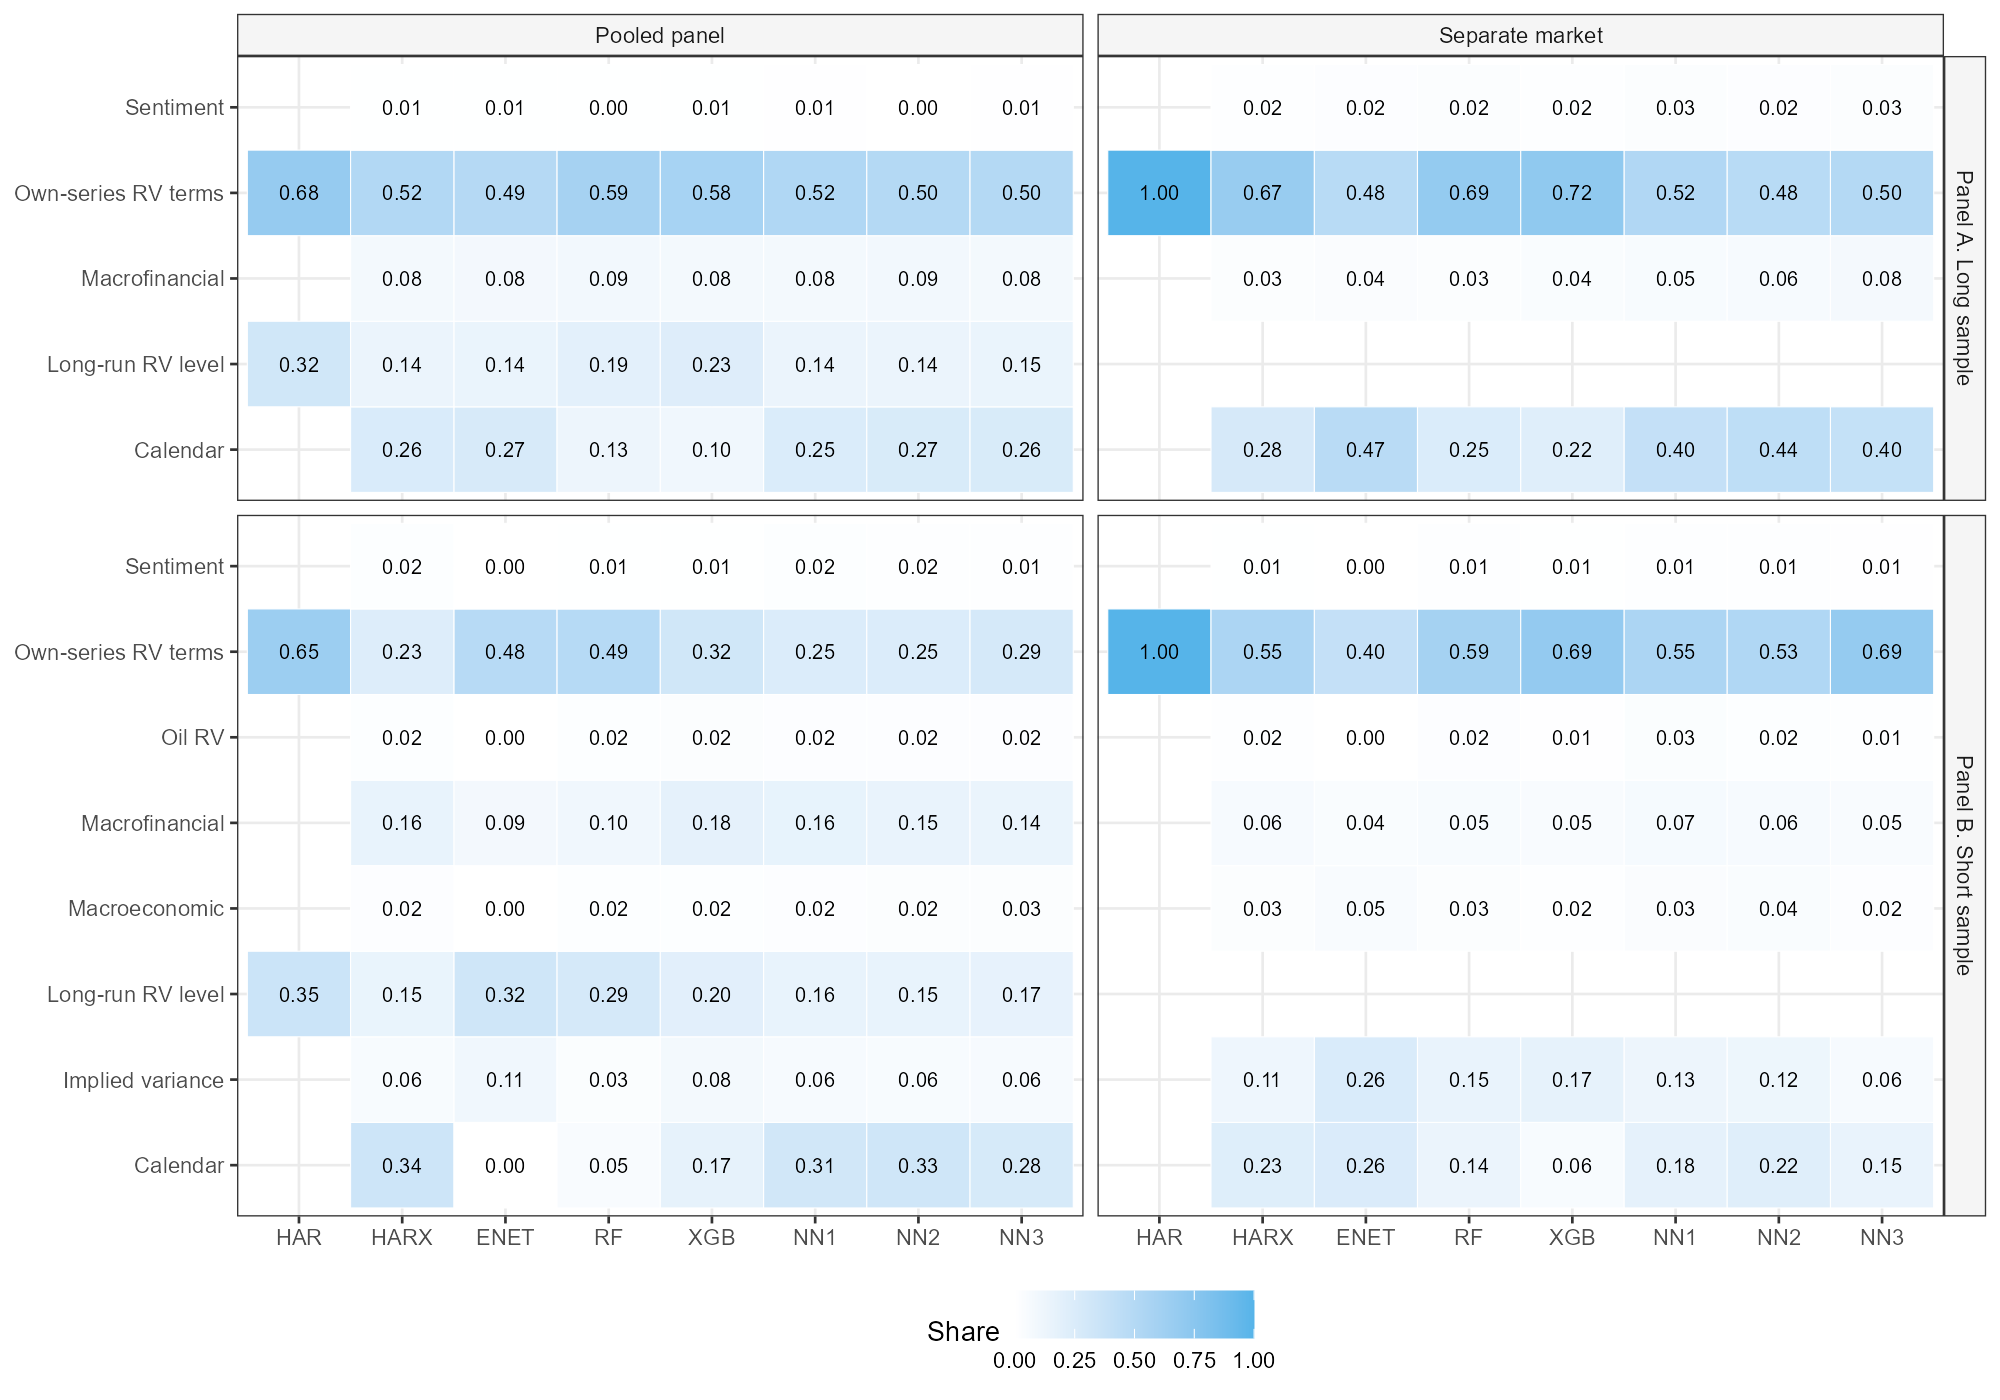 Pooled panel Separate market
Sentiment 0.01 0.01 0.00 0.01 0.01 0.00 0.01 0.02 0.02 0.02 0.02 0.03 0.02 0.03
Own-series RV terms 0.68 0.52 0.49 0.59 0.58 0.52 0.50 0.50 1.00 0.67 0.48 0.69 0.72 0.52 0.48 0.50
Macrofinancial 0.08 0.08 0.09 0.08 0.08 0.09 0.08 0.03 0.04 0.03 0.04 0.05 0.06 0.08
Long-run RV level 0.32 0.14 0.14 0.19 0.23 0.14 0.14 0.15
Calendar 0.26 0.27 0.13 0.10 0.25 0.27 0.26 0.28 0.47 0.25 0.22 0.40 0.44 0.40
Panel A. Long sample
Sentiment 0.02 0.00 0.01 0.01 0.02 0.02 0.01 0.01 0.00 0.01 0.01 0.01 0.01 0.01
Own-series RV terms 0.65 0.23 0.48 0.49 0.32 0.25 0.25 0.29 1.00 0.55 0.40 0.59 0.69 0.55 0.53 0.69
Oil RV 0.02 0.00 0.02 0.02 0.02 0.02 0.02 0.02 0.00 0.02 0.01 0.03 0.02 0.01
Macrofinancial 0.16 0.09 0.10 0.18 0.16 0.15 0.14 0.06 0.04 0.05 0.05 0.07 0.06 0.05
Macroeconomic 0.02 0.00 0.02 0.02 0.02 0.02 0.03 0.03 0.05 0.03 0.02 0.03 0.04 0.02
Long-run RV level 0.35 0.15 0.32 0.29 0.20 0.16 0.15 0.17
Implied variance 0.06 0.11 0.03 0.08 0.06 0.06 0.06 0.11 0.26 0.15 0.17 0.13 0.12 0.06
Calendar 0.34 0.00 0.05 0.17 0.31 0.33 0.28 0.23 0.26 0.14 0.06 0.18 0.22 0.15
Panel B. Short sample
HAR HARX ENET RF XGB NN1 NN2 NN3 HAR HARX ENET RF XGB NN1 NN2 NN3
Share
0.00 0.25 0.50 0.75 1.00